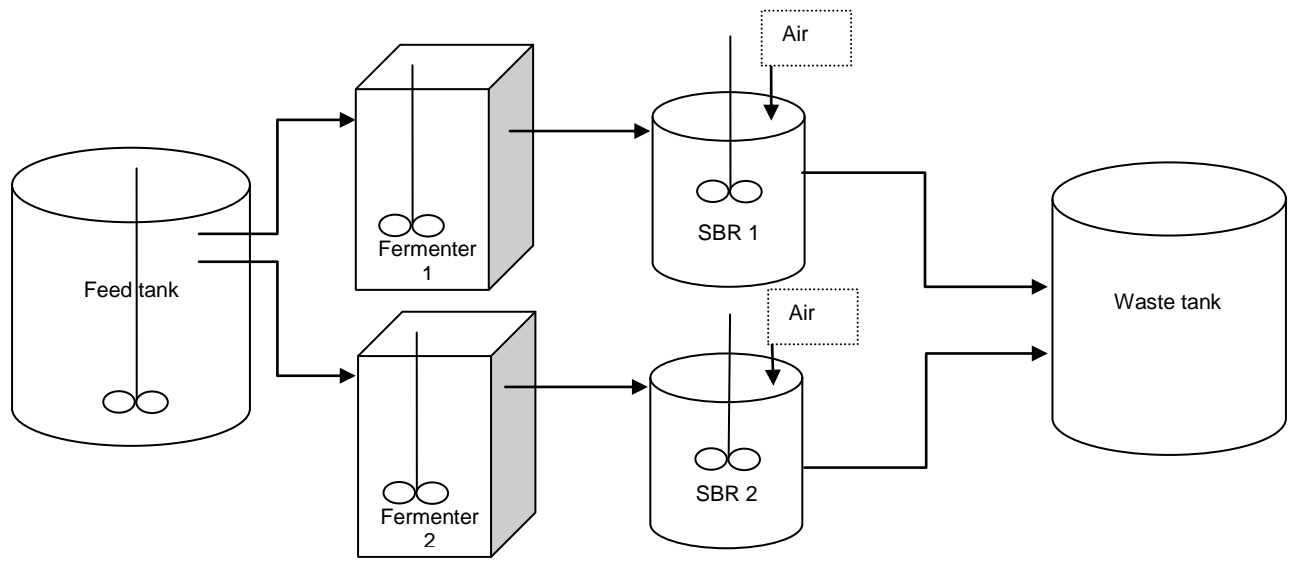 Air
Feed tank
Fermenter
1
SBR 1
Air
Waste tank
Fermenter
2
SBR 2